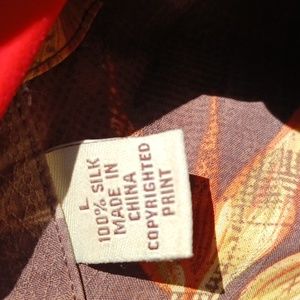 L
100% SILK
MADE IN
CHINA
COPYRIGHTED
PRINT